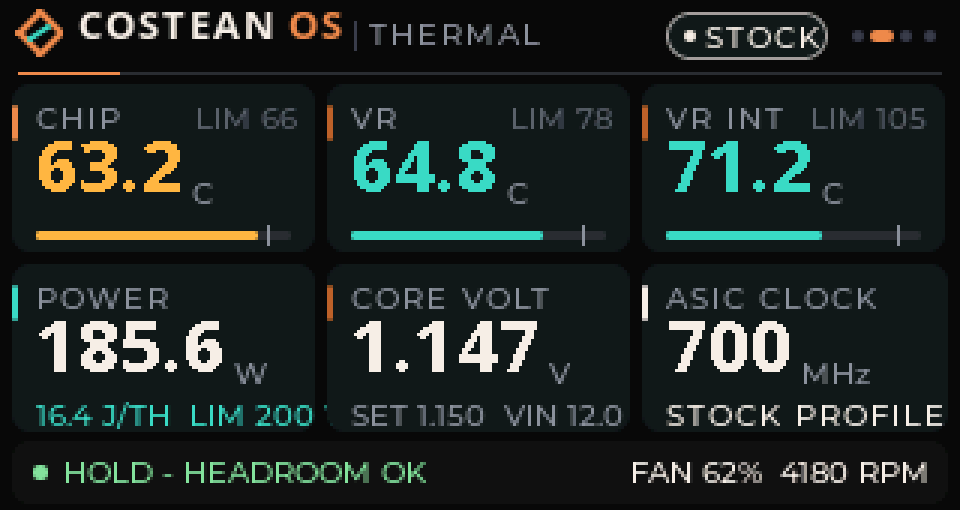 COSTEAN OS | THERMAL STOCK
CHIP LIM 66
63.2 C
VR LIM 78
64.8 C
VR INT LIM 105
71.2 C
POWER
185.6 W
16.4 J/TH LIM 200
CORE VOLT
1.147 V
SET 1.150 VIN 12.0
ASIC CLOCK
700 MHz
STOCK PROFILE
HOLD - HEADROOM OK FAN 62% 4180 RPM